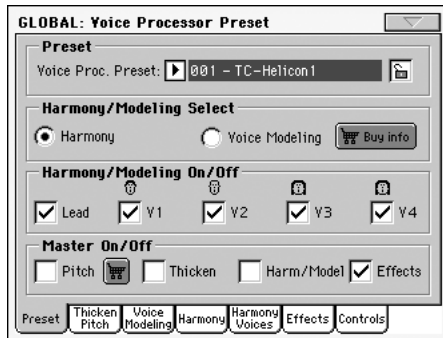 GLOBAL: Voice Processor Preset
Preset
Voice Proc. Preset: 001 - TC-Helicon1
Harmony/Modeling Select
Harmony Voice Modeling Buy info
Harmony/Modeling On/Off
Lead V1 V2 V3 V4
Master On/Off
Pitch Thicken Harm/Model Effects
Preset Thicken Pitch Voice Modeling Harmony Harmony Voices Effects Controls